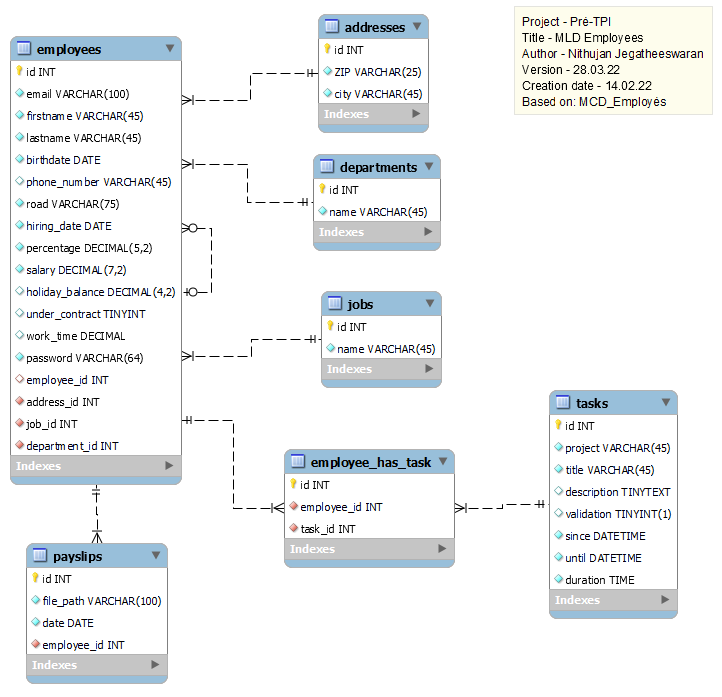 Project - Pré-TPI
Title - MLD Employees
Author - Nithujan Jegatheeswaran
Version - 28.03.22
Creation date - 14.02.22
Based on: MCD_Employés
employees
id INT
email VARCHAR(100)
firstname VARCHAR(45)
lastname VARCHAR(45)
birthdate DATE
phone_number VARCHAR(45)
road VARCHAR(75)
hiring_date DATE
percentage DECIMAL(5,2)
salary DECIMAL(7,2)
holiday_balance DECIMAL(4,2)
under_contract TINYINT
work_time DECIMAL
password VARCHAR(64)
employee_id INT
address_id INT
job_id INT
department_id INT
Indexes
addresses
id INT
ZIP VARCHAR(25)
city VARCHAR(45)
Indexes
departments
id INT
name VARCHAR(45)
Indexes
jobs
id INT
name VARCHAR(45)
Indexes
employee_has_task
id INT
employee_id INT
task_id INT
Indexes
tasks
id INT
project VARCHAR(45)
title VARCHAR(45)
description TINYTEXT
validation TINYINT(1)
since DATETIME
until DATETIME
duration TIME
Indexes
payslips
id INT
file_path VARCHAR(100)
date DATE
employee_id INT
Indexes